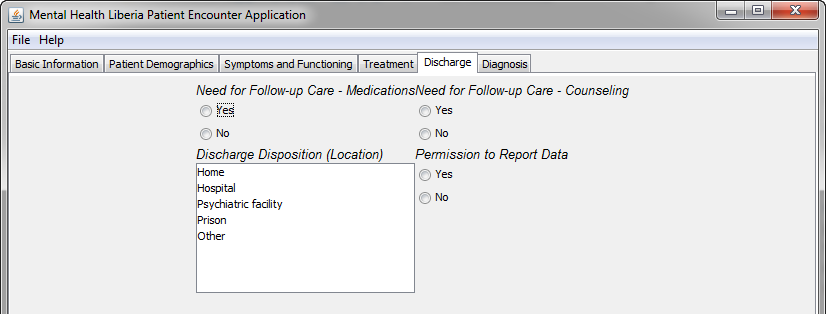 Mental Health Liberia Patient Encounter Application
File Help
Basic Information Patient Demographics Symptoms and Functioning Treatment Discharge Diagnosis
Need for Follow-up Care - Medications Need for Follow-up Care - Counseling
Yes Yes
No No
Discharge Disposition (Location) Permission to Report Data
Home Yes
Hospital
Psychiatric facility No
Prison
Other